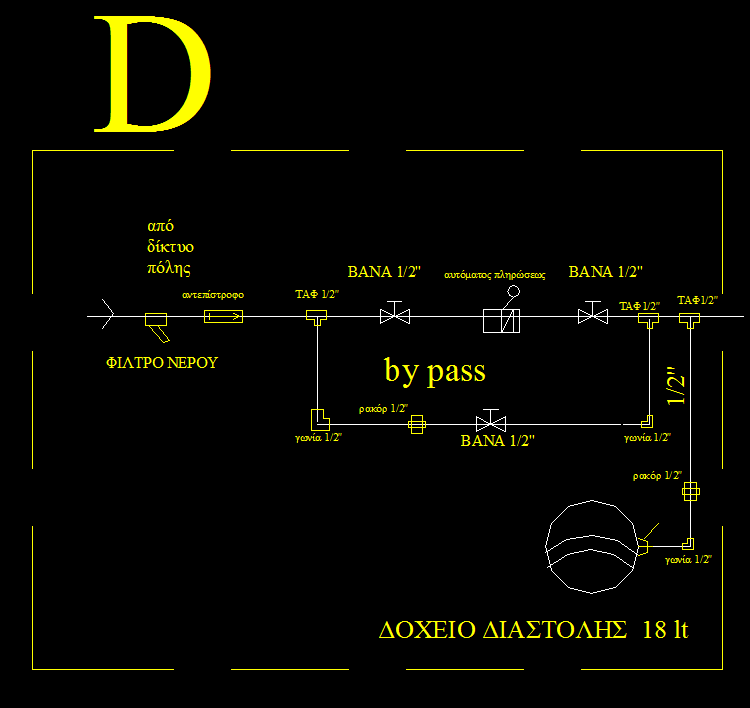 D
από
δίκτυο
πόλης
αντεπίστροφο
ΤΑΦ 1/2"
ΒΑΝΑ 1/2"
αυτόματος πληρώσεως
ΒΑΝΑ 1/2"
ΤΑΦ1/2"
ΤΑΦ1/2"
ΦΙΛΤΡΟ ΝΕΡΟΥ
by pass
1/2"
ρακόρ 1/2"
γωνία 1/2"
ΒΑΝΑ 1/2"
γωνία 1/2"
ρακόρ 1/2"
γωνία 1/2"
ΔΟΧΕΙΟ ΔΙΑΣΤΟΛΗΣ 18 lt